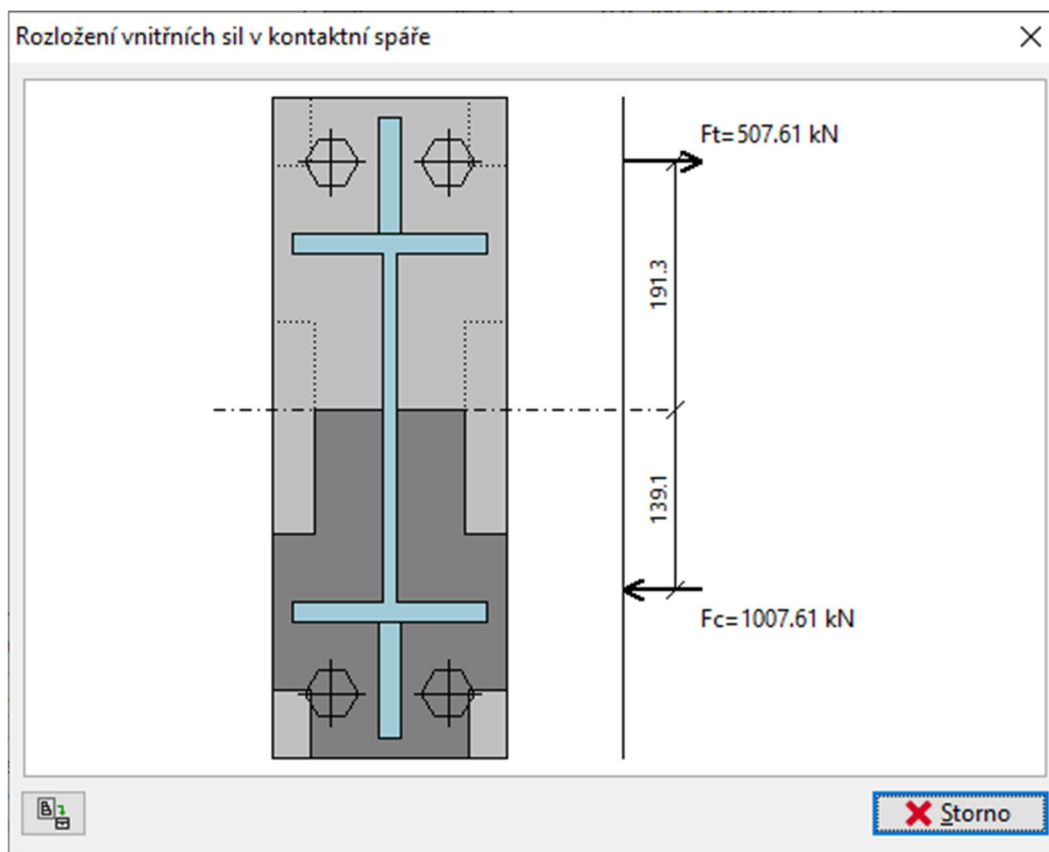 Rozložení vnitřních sil v kontaktní spáře
Ft=507.61 kN
191.3
139.1
Fc=1007.61 kN
Storno